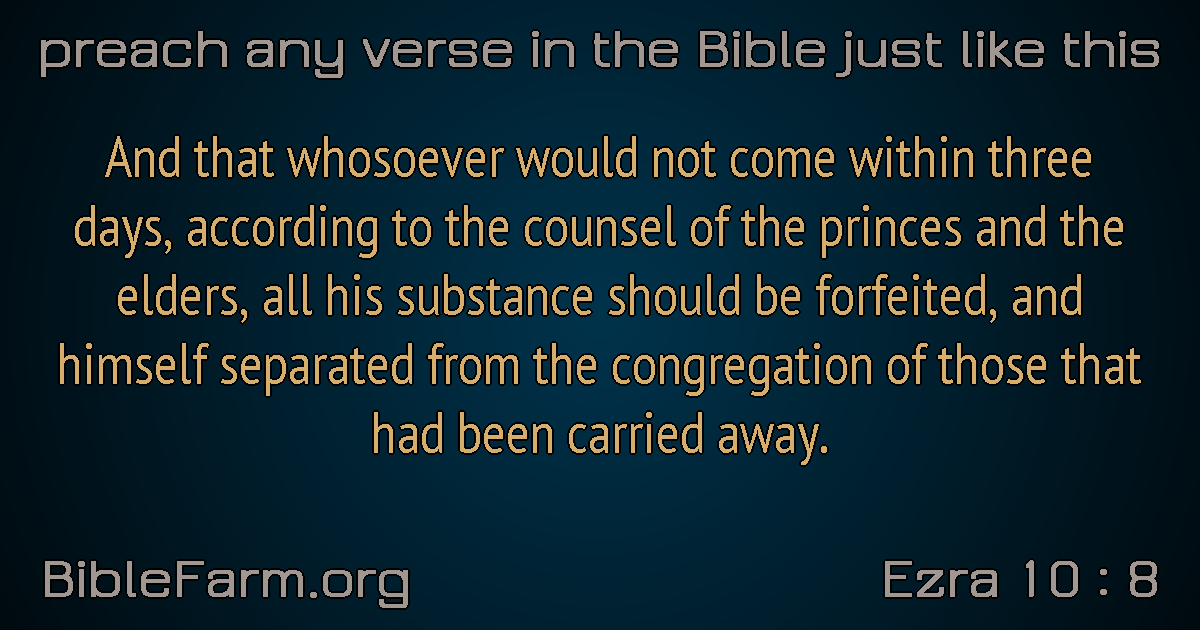 preach any verse in the Bible just like this
And that whosoever would not come within three
days, according to the counsel of the princes and the
elders, all his substance should be forfeited, and
himself separated from the congregation of those that
had been carried away.
BibleFarm.org
Ezra 10 : 8